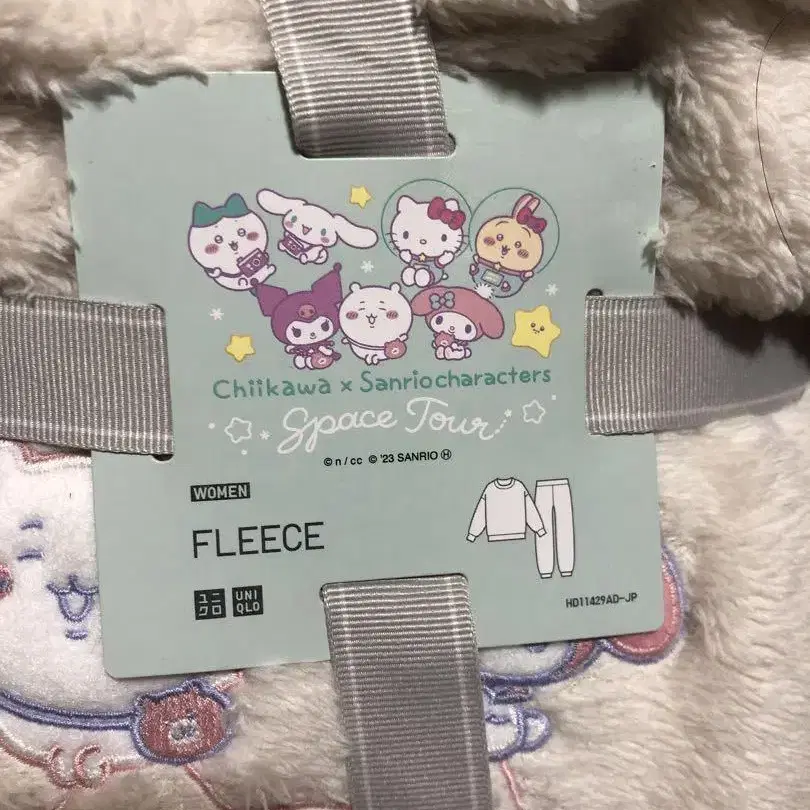 Chiikawa x Sanriocharacters
Space Tour
© n / cc © '23 SANRIO Ⓗ
WOMEN
FLEECE
ユニ
クロ
UNI
QLO
HD11429AD-JP